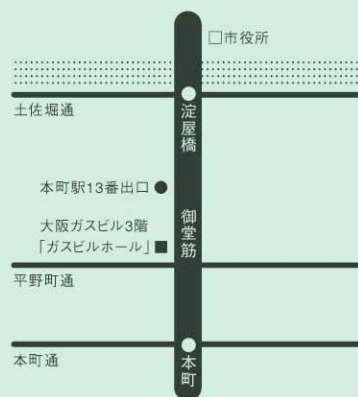 □市役所
土佐堀通
淀屋橋
本町駅13番出口●
御堂筋
大阪ガスビル3階
「ガスビルホール」■
平野町通
本町通
本町